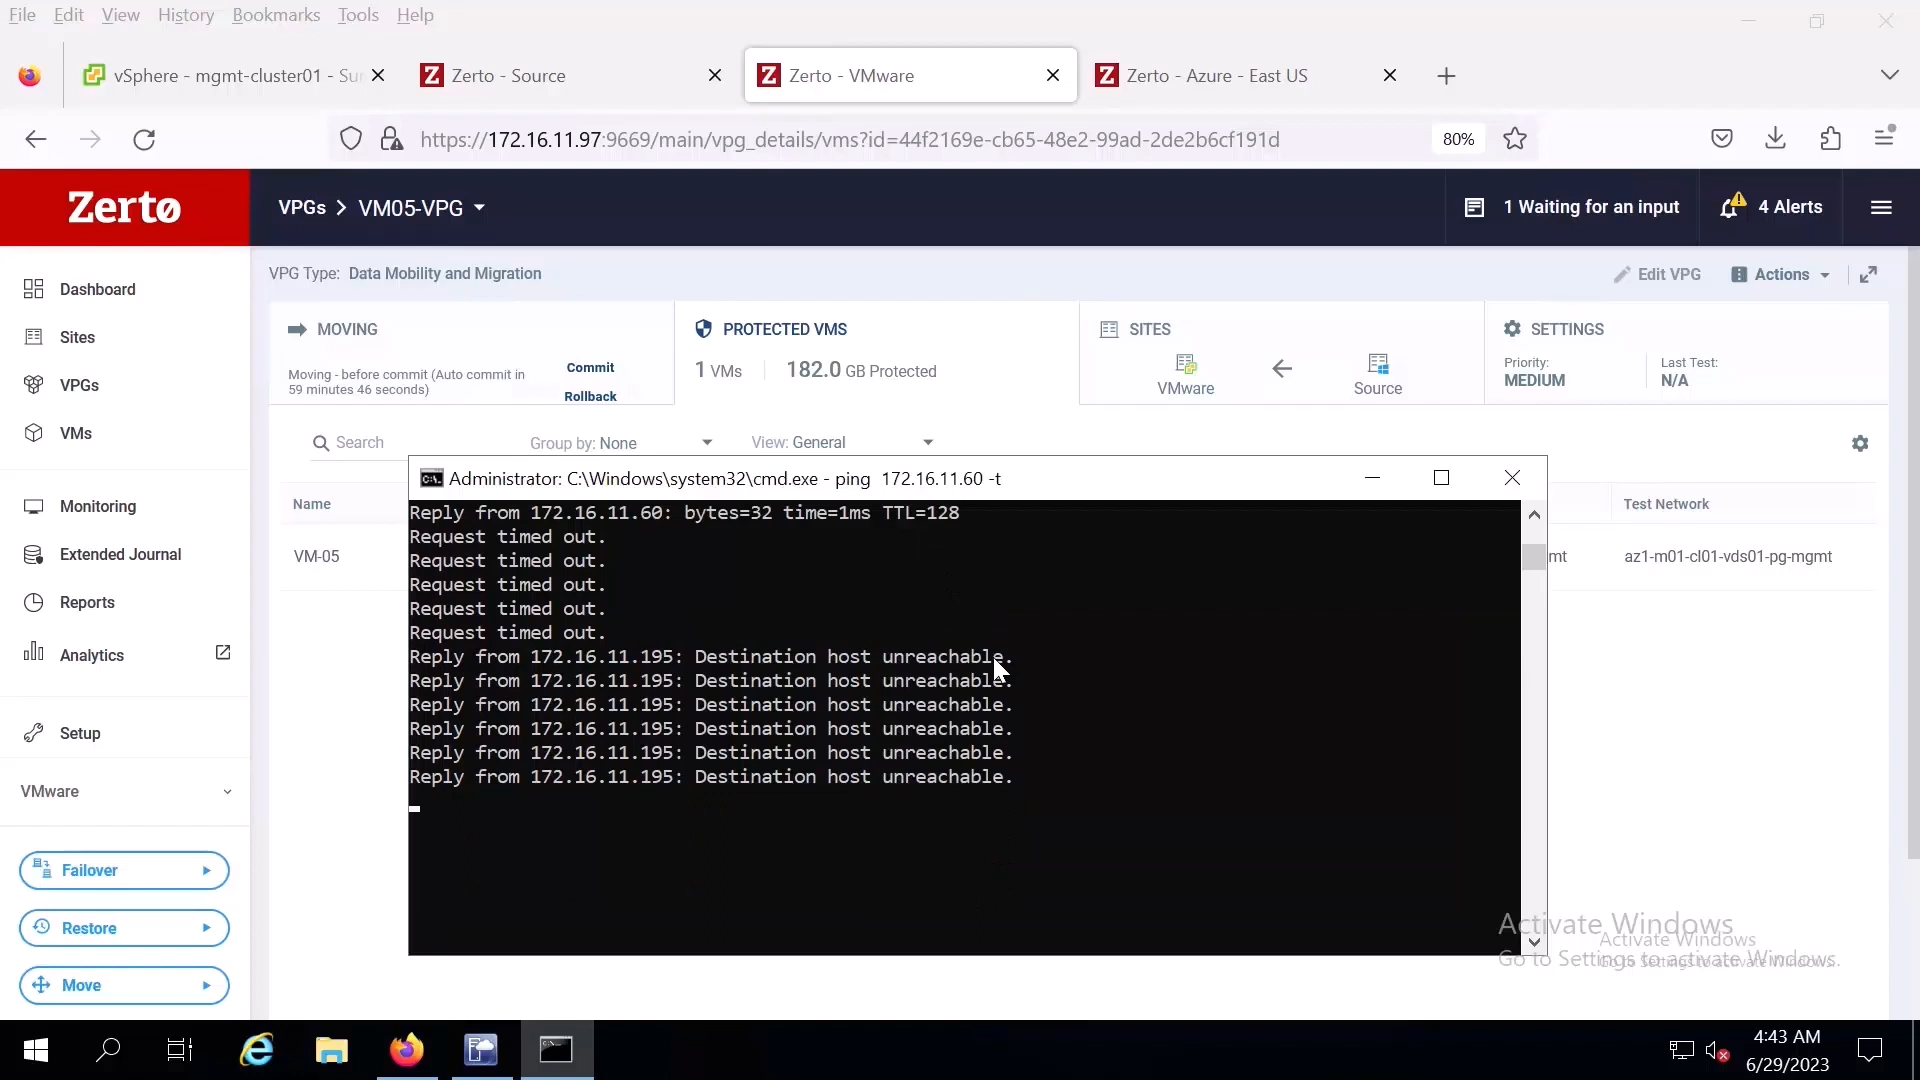 File Edit View History Bookmarks Tools Help
vSphere - mgmt-cluster01 - Su
Zerto - Source
Zerto - VMware
Zerto - Azure - East US
https://172.16.11.97:9669/main/vpg_details/vms?id=44f2169e-cb65-48e2-99ad-2de2b6cf191d
80%
Zerto
VPGs > VM05-VPG
1 Waiting for an input
4 Alerts
Dashboard
Sites
VPGs
VMs
Monitoring
Extended Journal
Reports
Analytics
Setup
VMware
Failover
Restore
Move
VPG Type: Data Mobility and Migration
Edit VPG
Actions
MOVING
Moving - before commit (Auto commit in
59 minutes 46 seconds)
Commit
Rollback
PROTECTED VMS
1 VMs
182.0 GB Protected
SITES
VMware
Source
SETTINGS
Priority:
MEDIUM
Last Test:
N/A
Search
Group by: None
View: General
Name
Test Network
VM-05
mt
az1-m01-cl01-vds01-pg-mgmt
Administrator: C:\Windows\system32\cmd.exe - ping 172.16.11.60 -t
Reply from 172.16.11.60: bytes=32 time=1ms TTL=128
Request timed out.
Request timed out.
Request timed out.
Request timed out.
Request timed out.
Reply from 172.16.11.195: Destination host unreachable.
Reply from 172.16.11.195: Destination host unreachable.
Reply from 172.16.11.195: Destination host unreachable.
Reply from 172.16.11.195: Destination host unreachable.
Reply from 172.16.11.195: Destination host unreachable.
Reply from 172.16.11.195: Destination host unreachable.
Activate Windows
Go to Settings to activate Windows.
Activate Windows
Go to Settings to activate Windows.
4:43 AM
6/29/2023